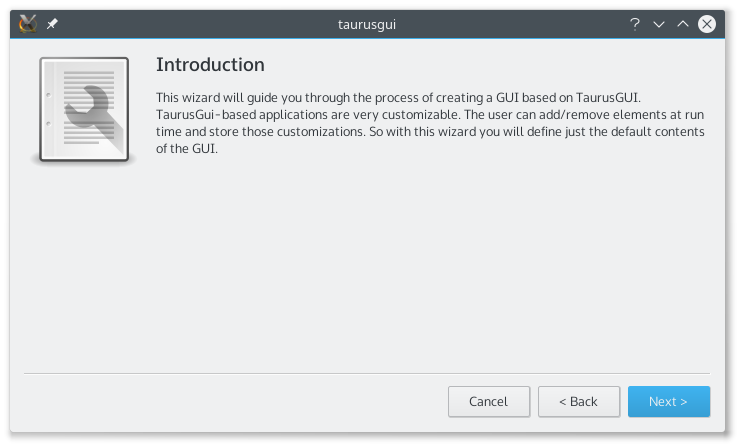 taurusgui
Introduction
This wizard will guide you through the process of creating a GUI based on TaurusGUI.
TaurusGui-based applications are very customizable. The user can add/remove elements at run
time and store those customizations. So with this wizard you will define just the default contents
of the GUI.
Cancel
< Back
Next >